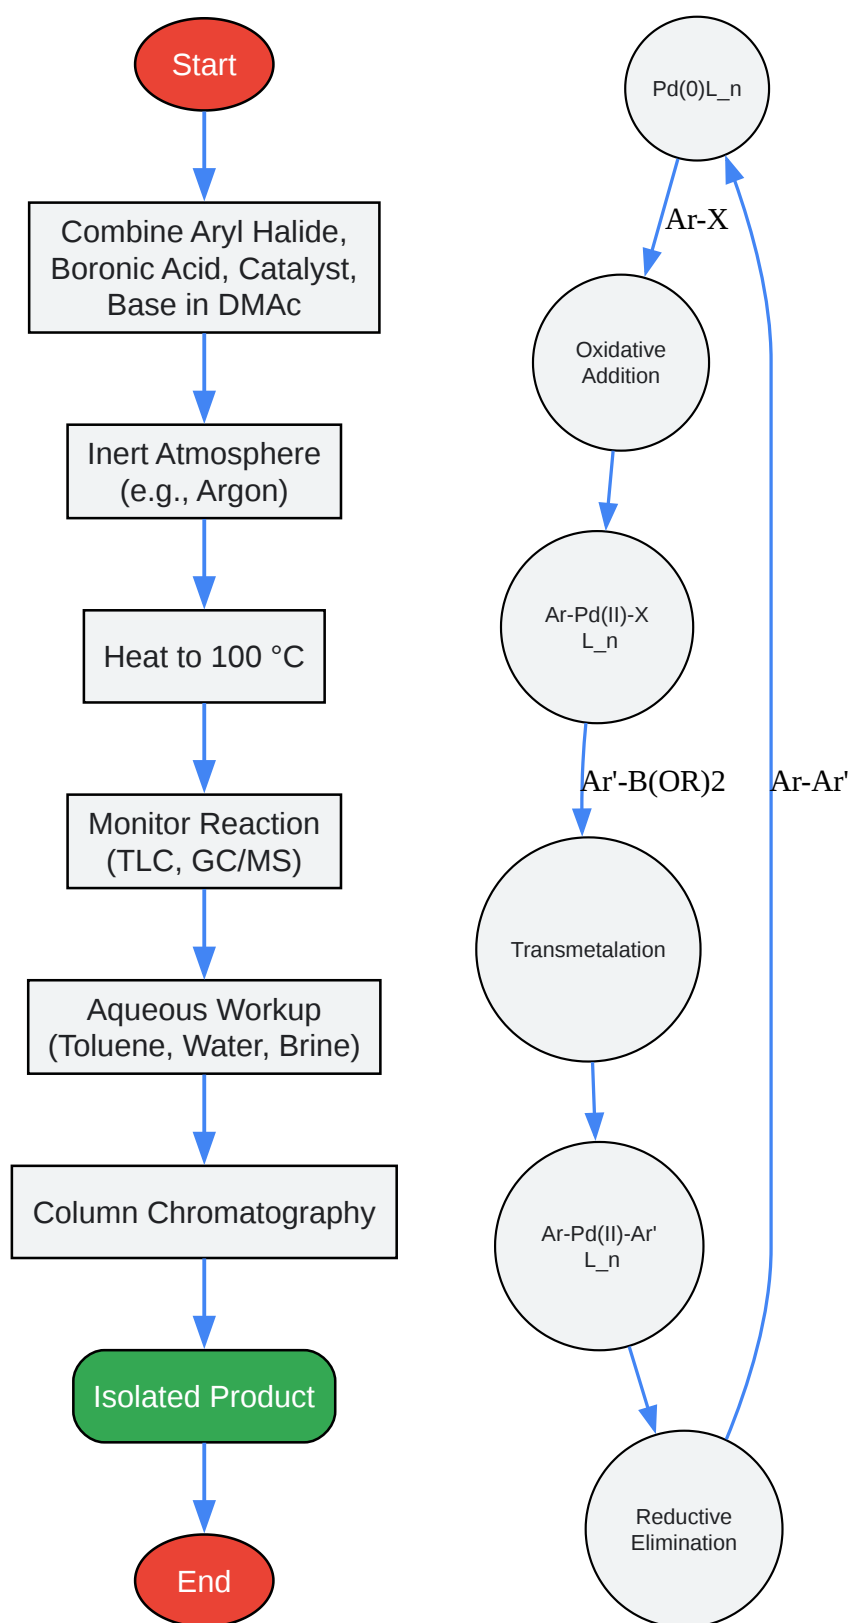 Start
Combine Aryl Halide,
Boronic Acid, Catalyst,
Base in DMAc
Inert Atmosphere
(e.g., Argon)
Heat to 100 °C
Monitor Reaction
(TLC, GC/MS)
Aqueous Workup
(Toluene, Water, Brine)
Column Chromatography
Isolated Product
End
Pd(0)L_n
Ar-X
Oxidative
Addition
Ar-Pd(II)-X
L_n
Ar'-B(OR)2
Ar-Ar'
Transmetalation
Ar-Pd(II)-Ar'
L_n
Reductive
Elimination